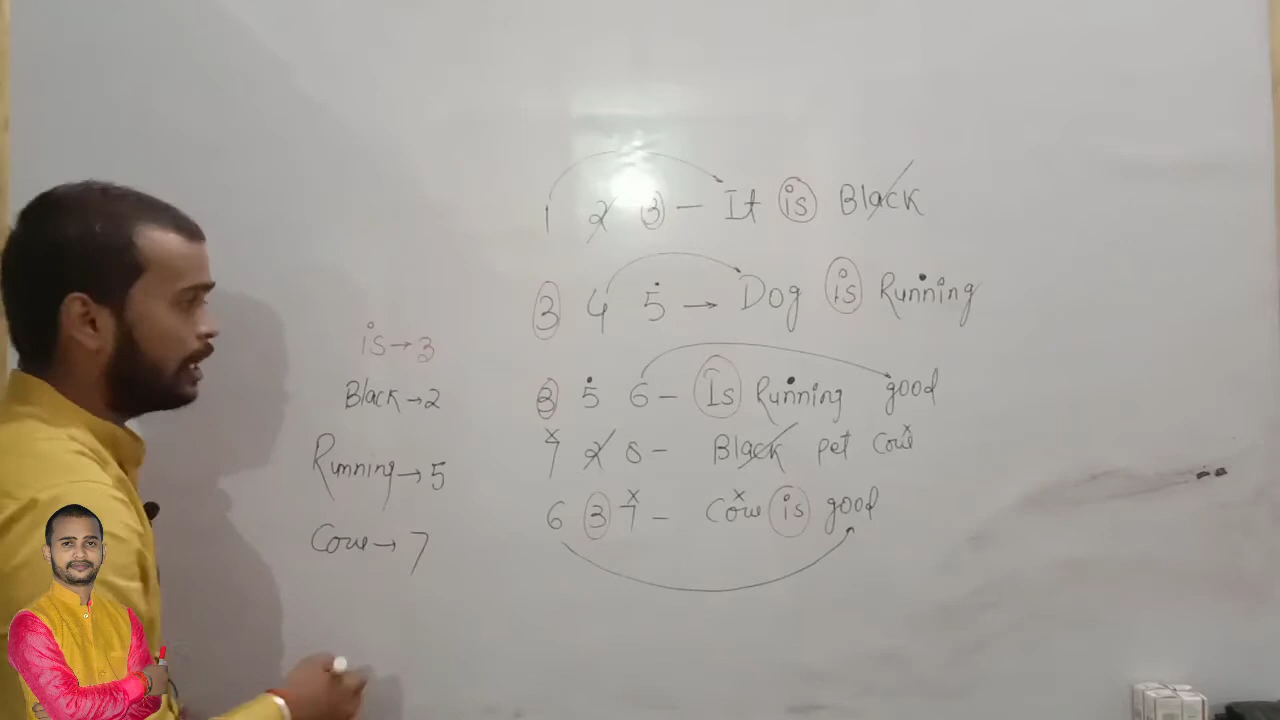 1 2 3 – It is Black
3 4 5 → Dog is Running
3 5 6 – Is Running good
7 2 8 – Black pet Cow
6 3 7 – Cow is good
is → 3
Black → 2
Running → 5
Cow → 7